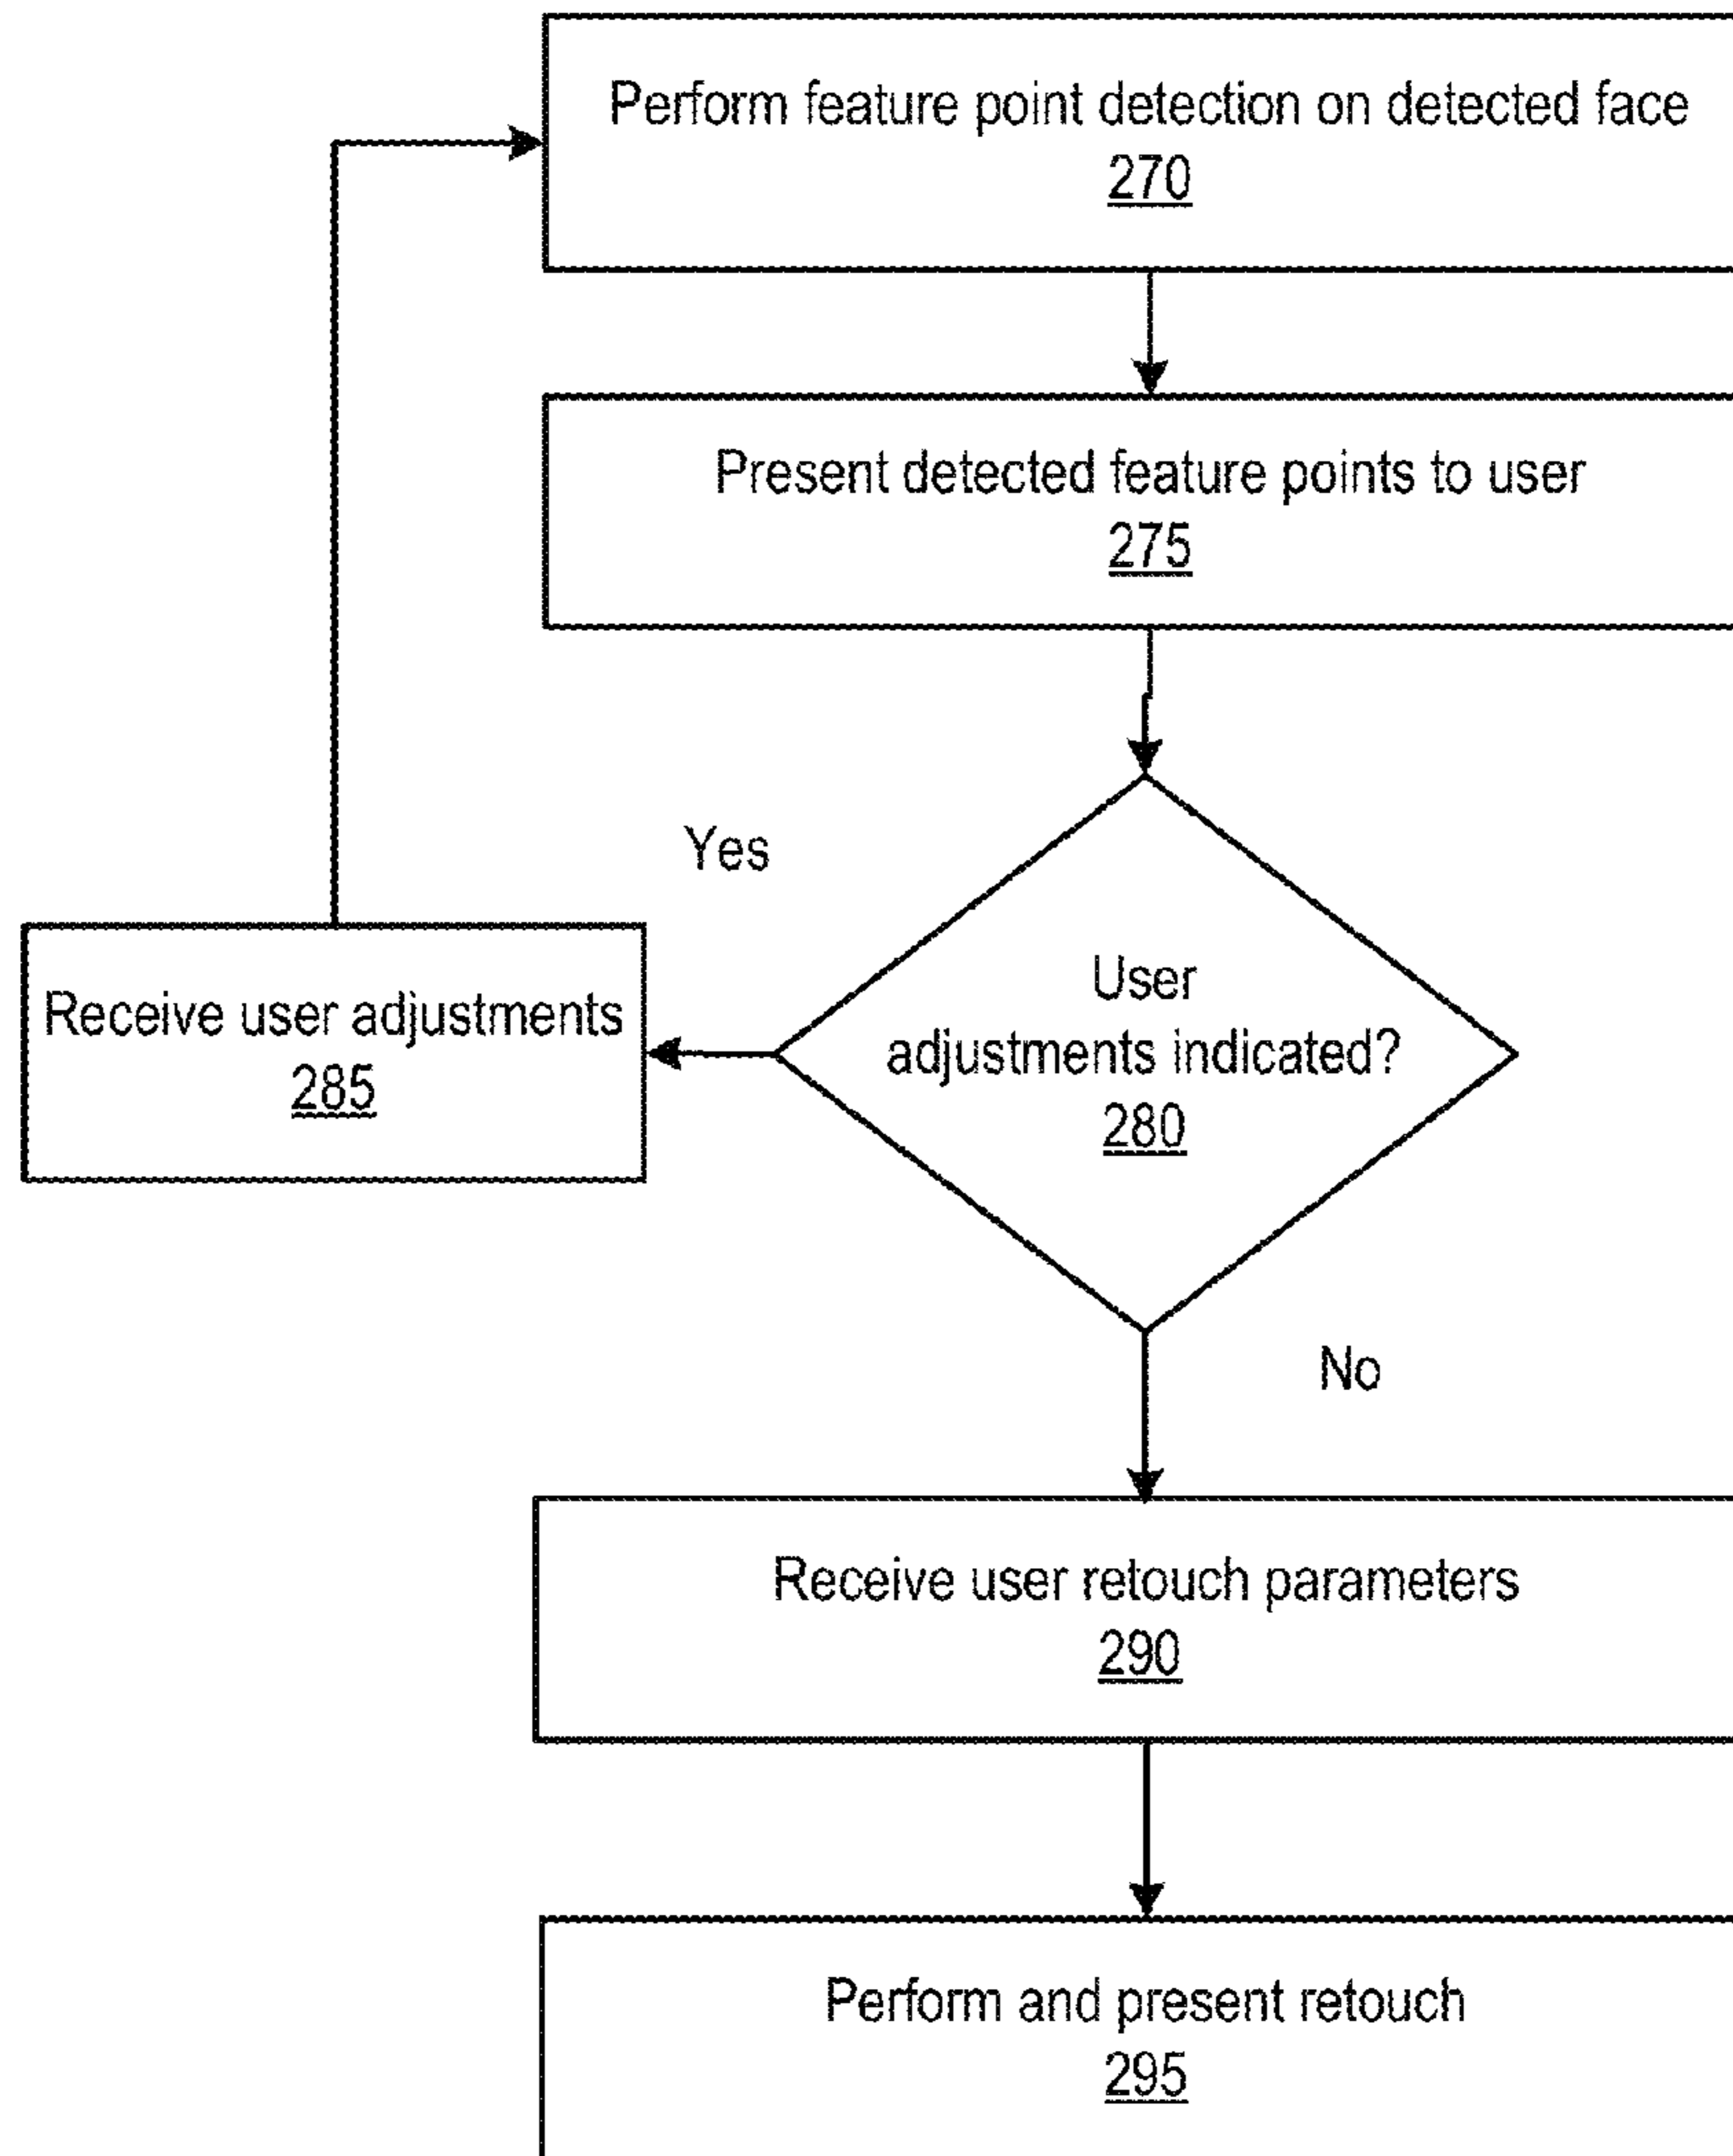 Perform feature point detection on detected face
270
Present detected feature points to user
275
Yes
User
adjustments indicated?
280
Receive user adjustments
285
No
Receive user retouch parameters
290
Perform and present retouch
295